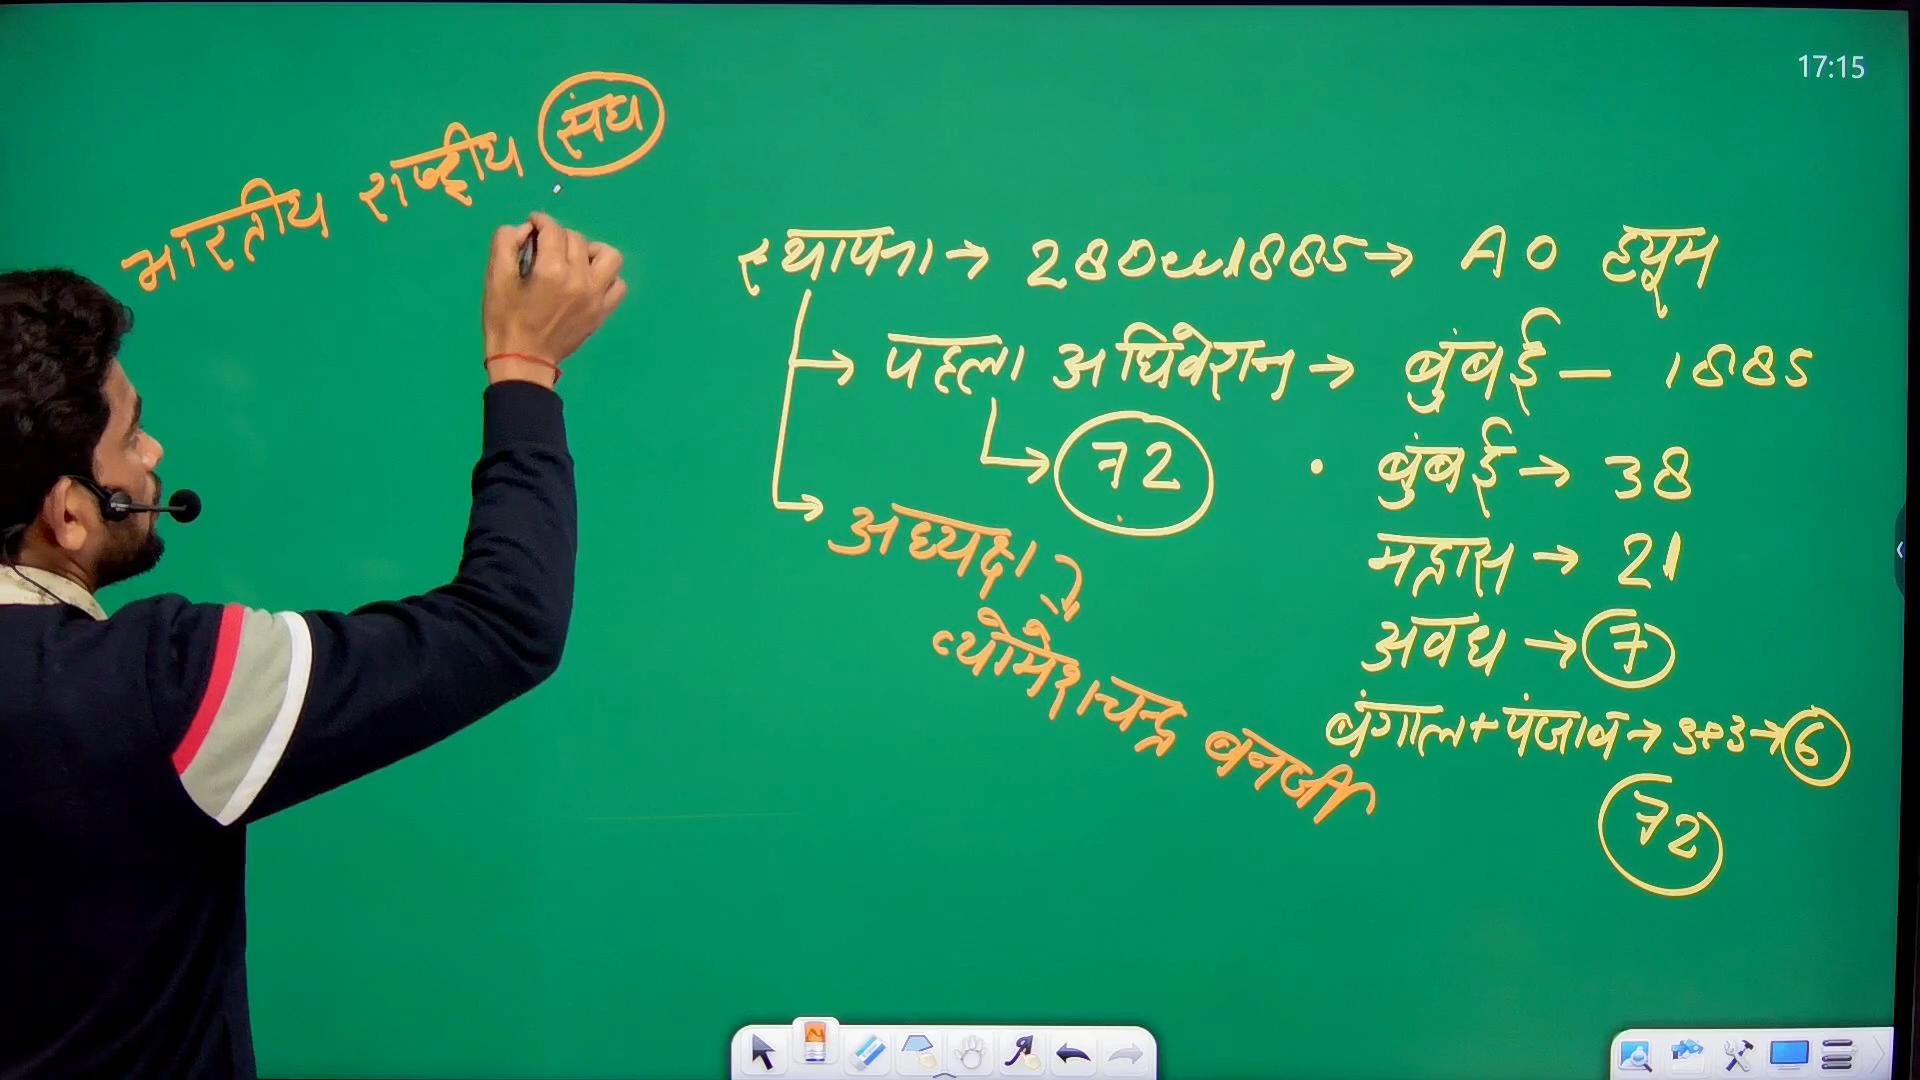 17:15
भारतीय राष्ट्रीय संघ
स्थापना → 28 Dec 1885 → A O ह्यूम
→ पहला अधिवेशन → बुंबई – 1885
→ 72
• बुंबई → 38
मद्रास → 21
अवध → 7
बंगाल + पंजाब → 3+3 → 6
72
→ अध्यक्ष
व्योमेशचन्द्र बनर्जी